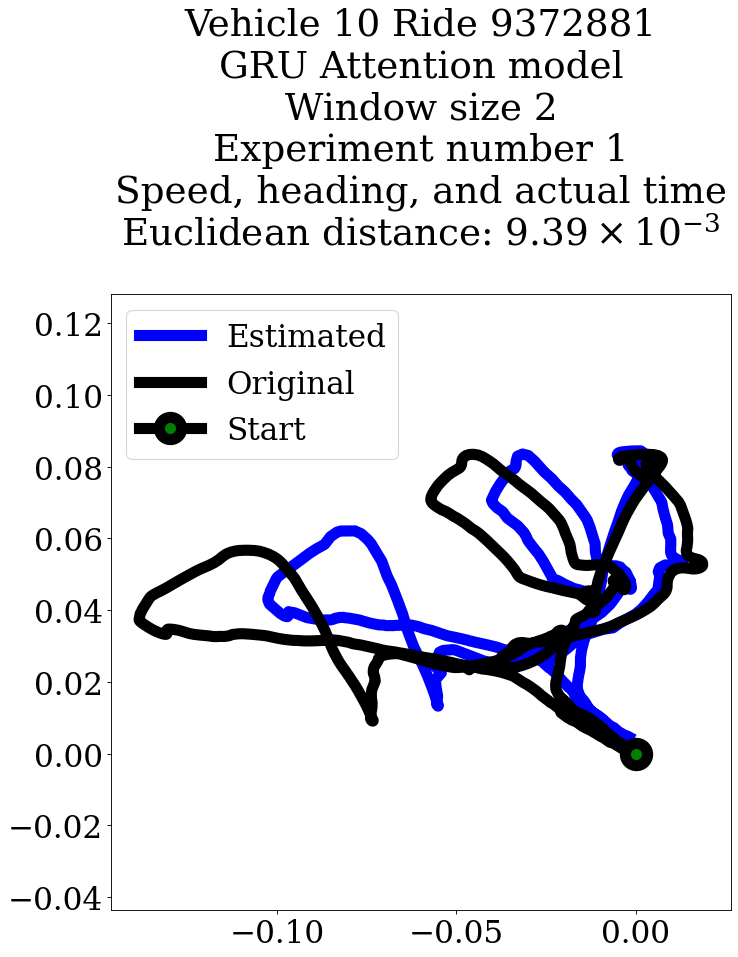 Vehicle 10 Ride 9372881
GRU Attention model
Window size 2
Experiment number 1
Speed, heading, and actual time
Euclidean distance: 9.39 × 10⁻³
Estimated
Original
Start
0.12
0.10
0.08
0.06
0.04
0.02
0.00
−0.02
−0.04
−0.10
−0.05
0.00